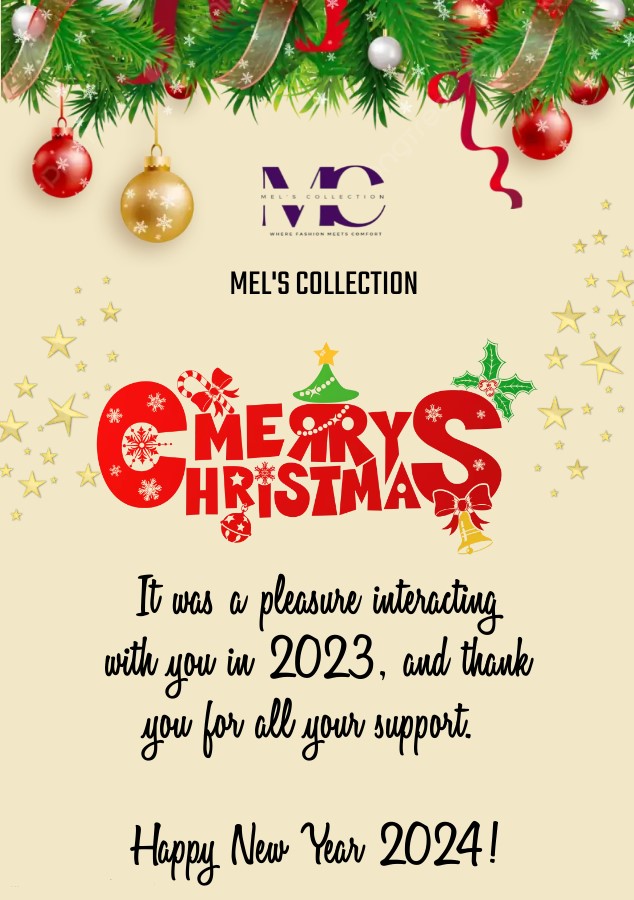 MC
MEL'S COLLECTION
WHERE FASHION MEETS COMFORT
MEL'S COLLECTION
MERRY
CHRISTMAS
It was a pleasure interacting
with you in 2023, and thank
you for all your support.
Happy New Year 2024!